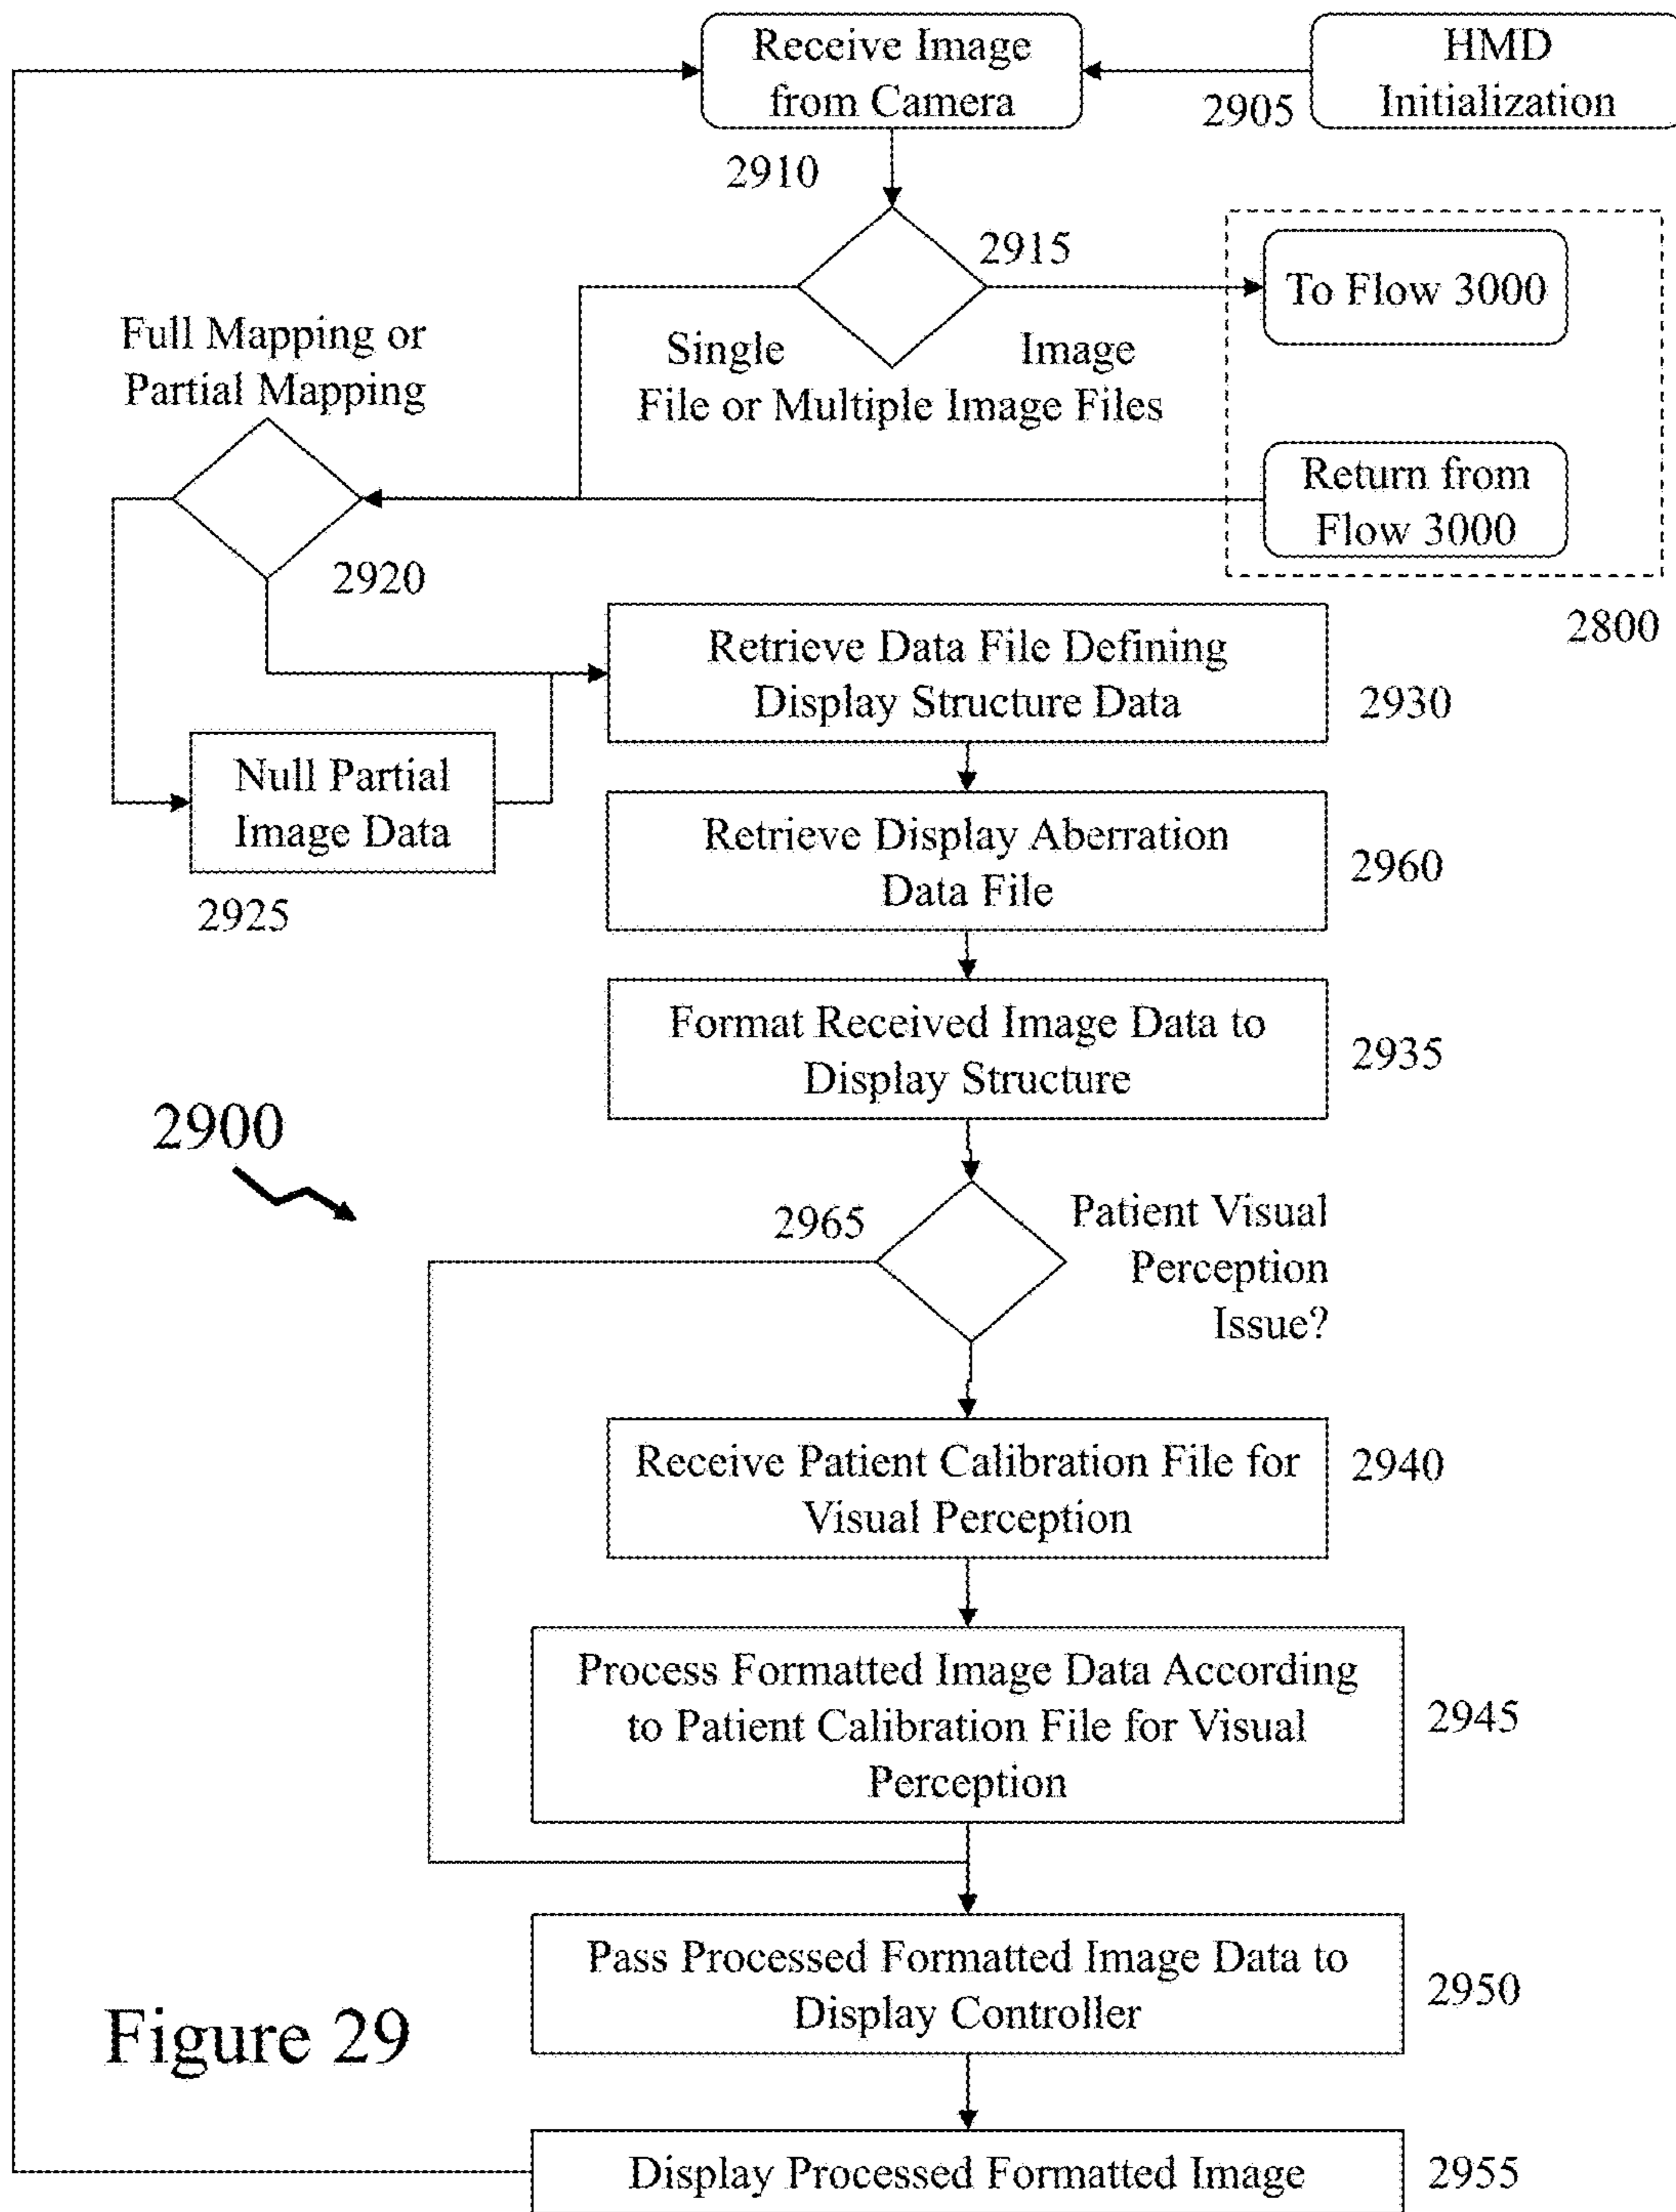 Receive Image
from Camera
HMD
Initialization
2905
2910
2915
To Flow 3000
Full Mapping or
Partial Mapping
Single Image
File or Multiple Image Files
Return from
Flow 3000
2920
2800
Retrieve Data File Defining
Display Structure Data
2930
Null Partial
Image Data
2925
Retrieve Display Aberration
Data File
2960
Format Received Image Data to
Display Structure
2935
2900
2965
Patient Visual
Perception
Issue?
Receive Patient Calibration File for
Visual Perception
2940
Process Formatted Image Data According
to Patient Calibration File for Visual
Perception
2945
Pass Processed Formatted Image Data to
Display Controller
2950
Figure 29
Display Processed Formatted Image
2955